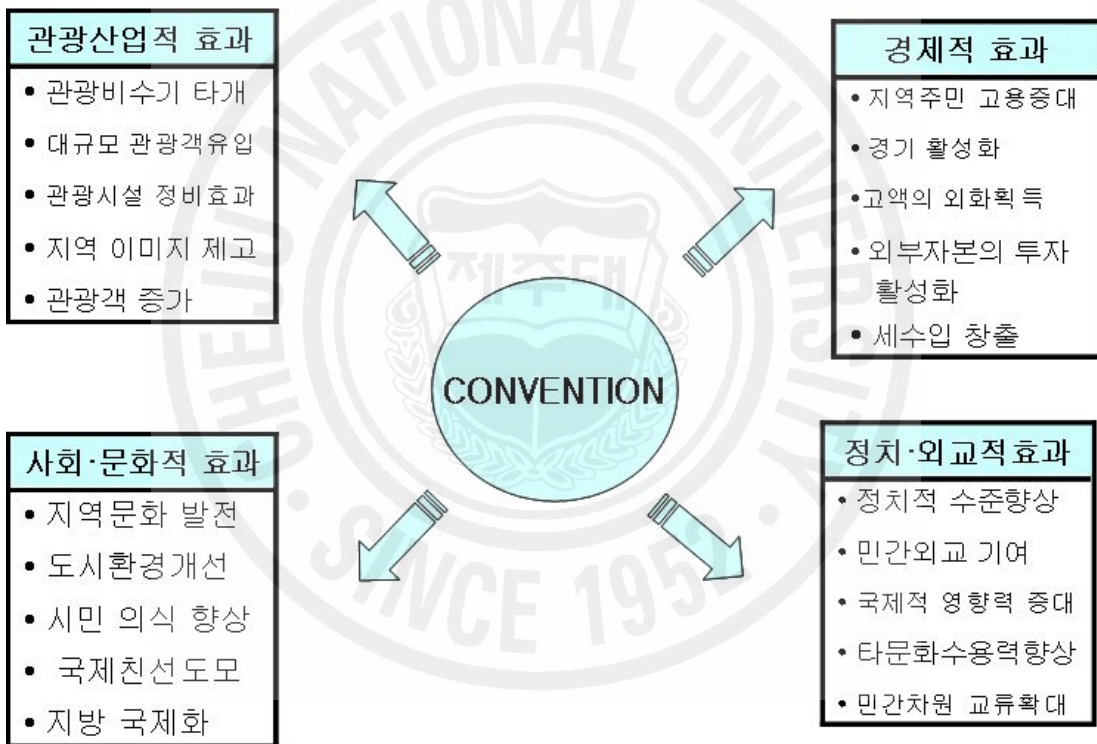 관광산업적 효과
• 관광비수기 타개
• 대규모 관광객유입
• 관광시설 정비효과
• 지역 이미지 제고
• 관광객 증가
경제적 효과
• 지역주민 고용증대
• 경기 활성화
•고액의 외화획득
• 외부자본의 투자
활성화
• 세수입 창출
CONVENTION
사회·문화적 효과
• 지역문화 발전
• 도시환경개선
• 시민 의식 향상
• 국제친선도모
• 지방 국제화
정치·외교적효과
• 정치적 수준향상
• 민간외교 기여
• 국제적 영향력 증대
• 타문화수용력향상
• 민간차원 교류확대
CHEJU NATIONAL UNIVERSITY
제주대
SINCE 1952